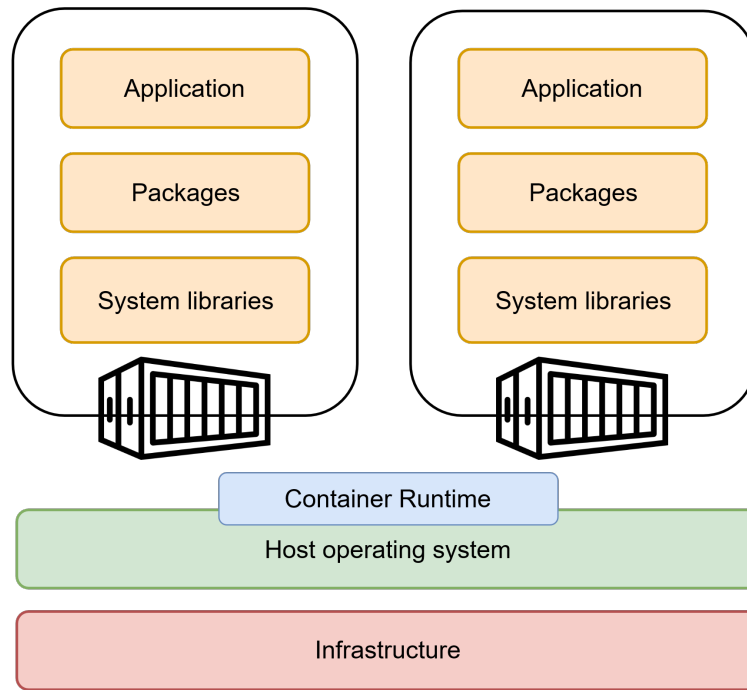 Application
Packages
System libraries
Application
Packages
System libraries
Container Runtime
Host operating system
Infrastructure